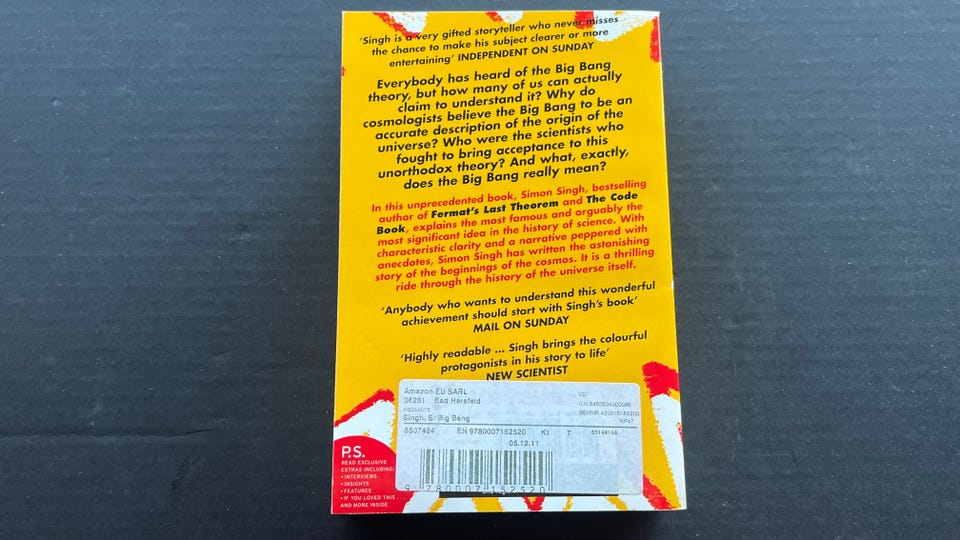 ‘Singh is a very gifted storyteller who never misses
the chance to make his subject clearer or more
entertaining’ INDEPENDENT ON SUNDAY
Everybody has heard of the Big Bang
theory, but how many of us can actually
claim to understand it? Why do
cosmologists believe the Big Bang to be an
accurate description of the origin of the
universe? Who were the scientists who
fought to bring acceptance to this
unorthodox theory? And what, exactly,
does the Big Bang really mean?
In this unprecedented book, Simon Singh, bestselling
author of Fermat's Last Theorem and The Code
Book, explains the most famous and arguably the
most significant idea in the history of science. With
characteristic clarity and a narrative peppered with
anecdotes, Simon Singh has written the astonishing
story of the beginnings of the cosmos. It is a thrilling
ride through the history of the universe itself.
‘Anybody who wants to understand this wonderful
achievement should start with Singh's book’
MAIL ON SUNDAY
‘Highly readable ... Singh brings the colourful
protagonists in his story to life’
NEW SCIENTIST
Amazon EU SARL
36251 Bad Hersfeld
VD
Singh, S: Big Bang
KP47
6507484 EN 9780007152520 Kt 7
05.12.11
9 780007 152520
P.S.
READ EXCLUSIVE
EXTRAS INCLUDING:
• INTERVIEWS
• INSIGHTS
• FEATURES
• IF YOU LOVED THIS . . .
AND MORE INSIDE